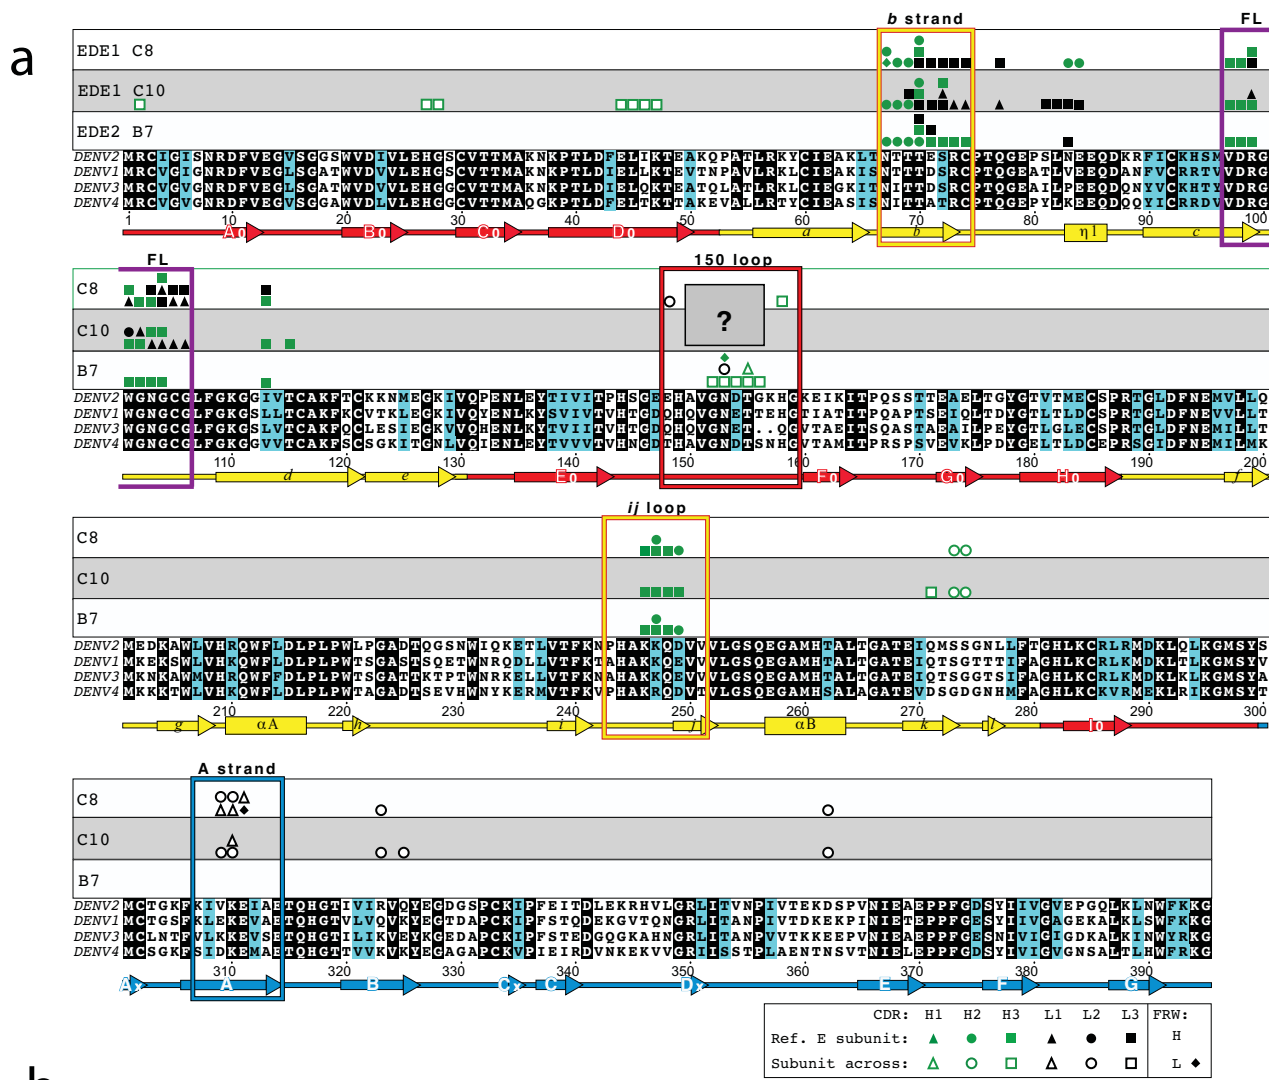 a
b strand
FL
EDE1 C8
EDE1 C10
EDE2 B7
DENV2 MRCIGISNRDFVEGVSGGSWVDIVLEHGSCVTTMAKNKPTLDFELIKTEAKQPATLRKYCIEAKLTNTTTESRCPTQGEPSLNEEQDKRFICKHSMVDRG
DENV1 MRCVGIGNRDFVEGLSGATWVDVVLEHGSCVTTMAKNKPTLDIELLKTEVTNPAVLRKLCIEAKISNTTTDSRCPTQGEATLVEEQDTNFVCRRTFVDRG
DENV3 MRCVGVGNRDFVEGLSGATWVDVVLEHGGCVTTMAKNKPTLDIELQKTEATQLATLRKLCIEGKITNITTDSRCPTQGEAILPEEQDQNYVCKHTYVDRG
DENV4 MRCVGVGNRDFVEGVSGGAWVDLVLEHGGCVTTMAQGKPTLDFELTKTTAKEVALLRTYCIEASISNITTATRCPTQGEPYLKEEQDQQYICRRDVVDRG
1 10 20 30 40 50 60 70 80 90 100
A0 B0 C0 D0 a b η1 c
FL
150 loop
C8
?
C10
B7
DENV2 WGNGCGLFGKGGIVTCAKFTCKKNMEGKIVQPENLEYTIVITPHSGEEHAVGNDTGKHGKEIKITPQSSTTEAELTGYGTVTMECSPRTGLDFNEMVLLQ
DENV1 WGNGCGLFGKGSLLTCAKFKCVTKLEGKIVQYENLKYSVIVTVHTGDQHQVGNETTEHGTIATITPQAPTSEIQLTDYGTLTLDCSPRTGLDFNEMVLLT
DENV3 WGNGCGLFGKGSLVTCAKFQCLESIEGKVVQHENLKYTVIITVHTGDQHQVGNET..QGVTAEITPQASTAEAILPEYGTLGLECSPRTGLDFNEMILLT
DENV4 WGNGCGLFGKGGVVTCAKFSCSGKITGNLVQIENLEYTVVVTVHNGDTHAVGNDTSNHGVTAMITPRSPSVEVKLPDYGELTLDCEPRSGIDFNEMILMK
110 120 130 140 150 160 170 180 190 200
d e E0 F0 G0 H0 f
ij loop
C8
C10
B7
DENV2 MEDKAWLVHRQWFLDLPLPWLPGADTQGSNWIQKETLVTFKNPHAKKQDVVVLGSQEGAMHTALTGATEIQMSSGNLLFTGHLKCRLRMDKLQLKGMSYS
DENV1 MKEKSWLVHKQWFLDLPLPWTSGASTSQETWNRQDLLVTFKTAHAKKQEVVVLGSQEGAMHTALTGATEIQTSGTTTIFAGHLKCRLKMDKLTLKGMSYV
DENV3 MKNKAWMVHRQWFFDLPLPWTSGATTKTPTWNRKELLVTFKNAHAKKQEVVVLGSQEGAMHTALTGATEIQTSGGTSIFAGHLKCRLKMDKLKLKGMSYA
DENV4 MKKKTWLVHKQWFLDLPLPWTAGADTSEVHWNYKERMVTFKVPHAKRQDVTVLGSQEGAMHSALAGATEVDSGDGNHMFAGHLKCKVRMEKLRIKGMSYT
210 220 230 240 250 260 270 280 290 300
g αA h i j αB k l I0
A strand
C8
C10
B7
DENV2 MCTGKFKIVKEIAETQHGTIVIRVQYEGDGSPCKIPFEITDLEKRHVLGRLITVNPIVTEKDSPVNIEAEPPFGDSYIIVGVEPGQLKLNWFKKG
DENV1 MCTGSFKLEKEVAETQHGTVLVQVKYEGTDAPCKIPFSTQDEKGVTQNGRLITANPIVTDKEKPVNIETEPPFGESYIVVGAGEKALKLSWFKKG
DENV3 MCLNTFVLKKEVSETQHGTILIKVEYKGEDAPCKIPFSTEDGQGKAHNGRLITANPVVTKKEEPVNIEAEPPFGESNIVIGIGDKALKINWYRKG
DENV4 MCSGKFSIDKEMAETQHGTTVVKVKYEGAGAPCKVPIEIRDVNKEKVVGRIISSTPLAENTNSVTNIELEPPFGDSYIVIGVGNSALTLHWFRKG
310 320 330 340 350 360 370 380 390
Ax A B Cx C Dx E F G
CDR: H1 H2 H3 L1 L2 L3 FRW:
Ref. E subunit: H
Subunit across: L
b